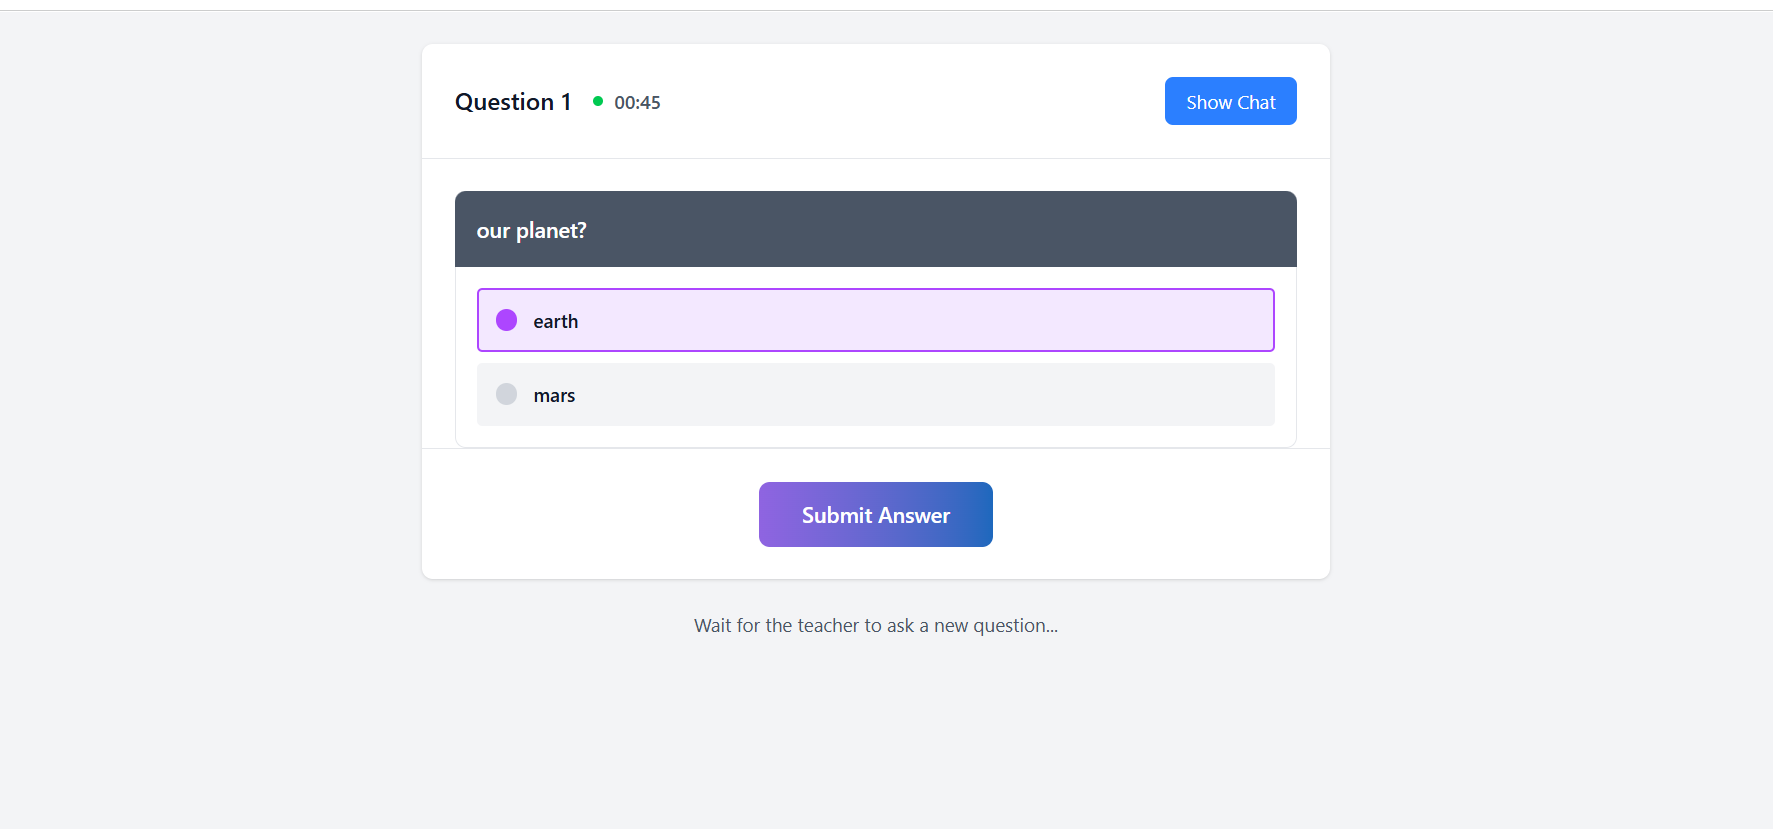 Question 1 00:45 Show Chat
our planet?
earth
mars
Submit Answer
Wait for the teacher to ask a new question...